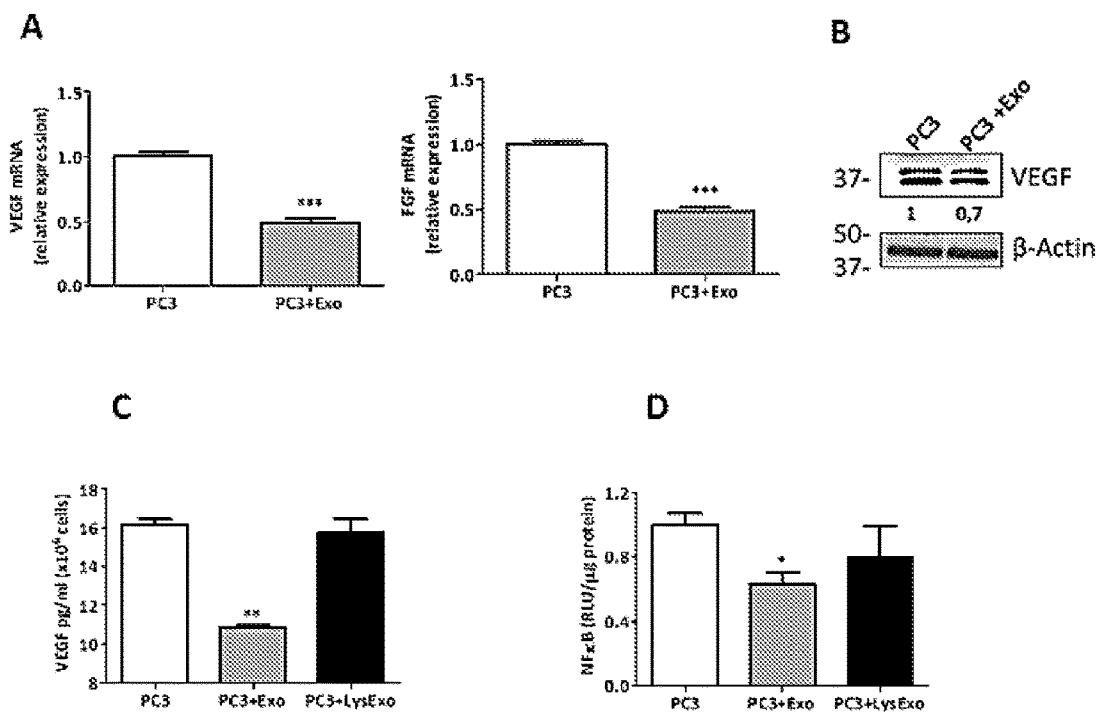 A
VEGF mRNA
(relative expression)
1.5
1.0
0.5
0.0
***
PC3
PC3+Exo
FGF mRNA
(relative expression)
1.5
1.0
0.5
0.0
***
PC3
PC3+Exo
B
PC3
PC3 +Exo
37-
VEGF
1
0,7
50-
37-
β-Actin
C
VEGF pg/ml (x10⁶ cells)
18
16
14
12
10
8
**
PC3
PC3+Exo
PC3+LysExo
D
NFκB (RLU/μg protein)
1.2
0.8
0.4
0.0
*
PC3
PC3+Exo
PC3+LysExo